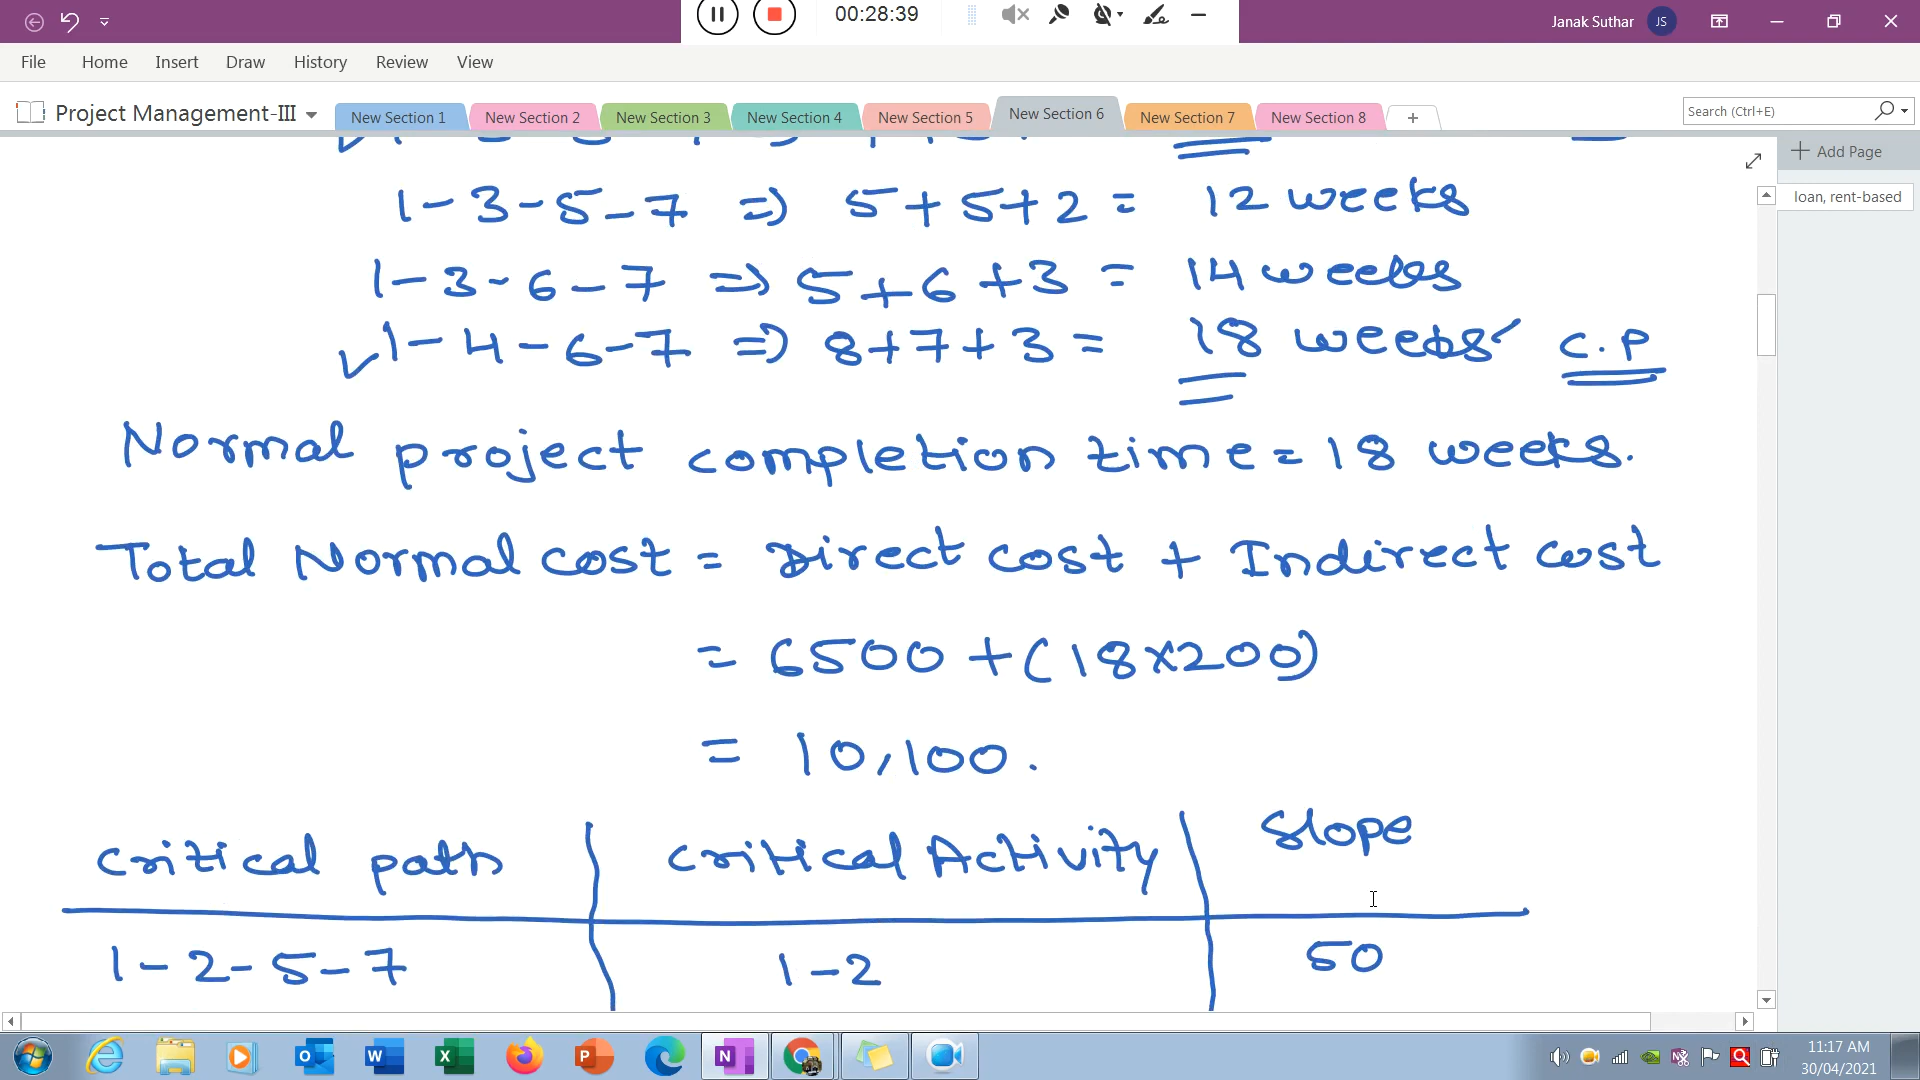 00:28:39
Janak Suthar JS
File Home Insert Draw History Review View
Project Management-III New Section 1 New Section 2 New Section 3 New Section 4 New Section 5 New Section 6 New Section 7 New Section 8 +
Search (Ctrl+E)
Add Page
loan, rent-based
1-3-5-7 => 5+5+2 = 12 weeks
1-3-6-7 => 5+6+3 = 14 weeks
✓1-4-6-7 => 8+7+3 = 18 weeks✓ C.P
Normal project completion time = 18 weeks.
Total Normal cost = Direct cost + Indirect cost
= 6500 + (18×200)
= 10,100.
critical path critical Activity slope
1-2-5-7 1-2 50
11:17 AM
30/04/2021